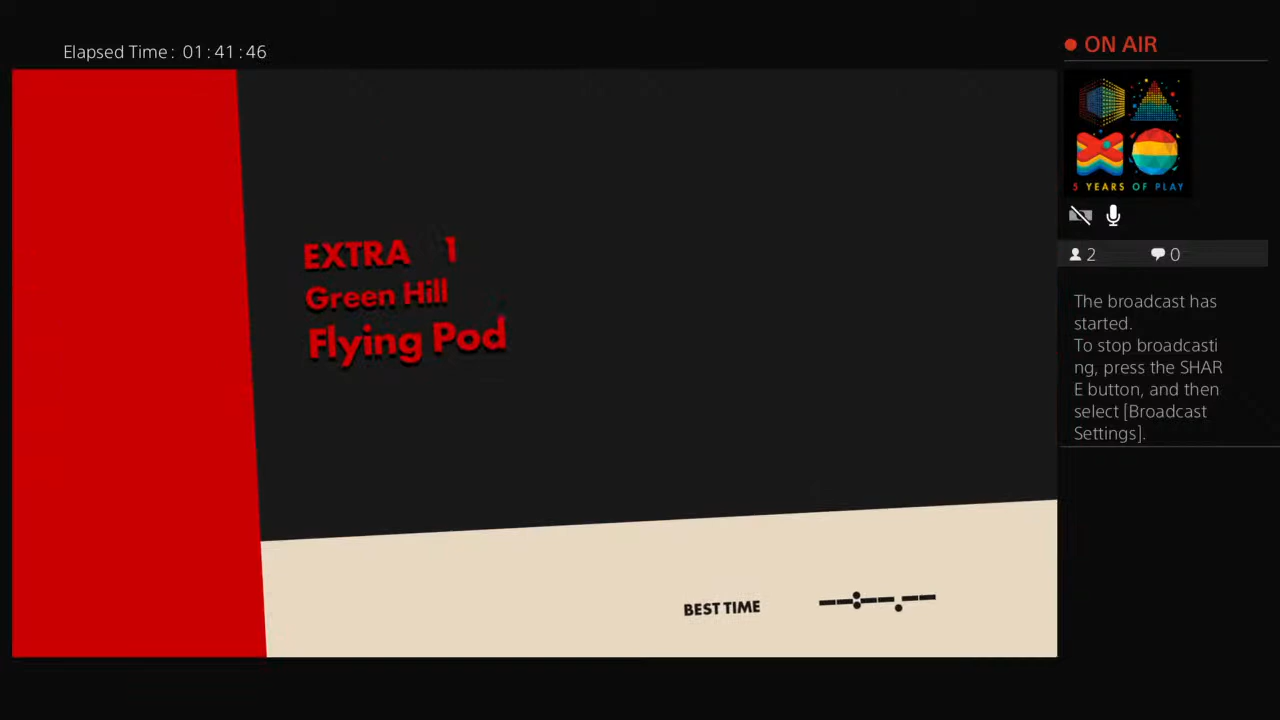 Elapsed Time: 01:41:46
ON AIR
5 YEARS OF PLAY
2
0
EXTRA 1
Green Hill
Flying Pod
The broadcast has
started.
To stop broadcasti
ng, press the SHAR
E button, and then
select [Broadcast
Settings].
BEST TIME --:--.--